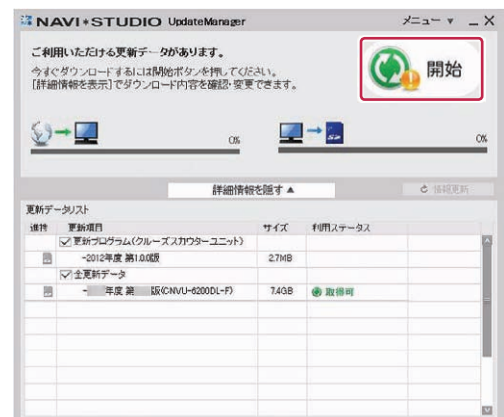 NAVI*STUDIO UpdateManager
メニュー ▼ _ X
ご利用いただける更新データがあります。
今すぐダウンロードするには開始ボタンを押してください。
[詳細情報を表示]でダウンロード内容を確認・変更できます。
開始
0%
0%
詳細情報を隠す ▲
情報更新
更新データリスト
進捗 更新項目 サイズ 利用ステータス
更新プログラム(クルーズスカウターユニット)
-2012年度 第1.0.0版 2.7MB
全更新データ
- 年度 第 版(CNVU-6200DL-F) 7.4GB 取得可